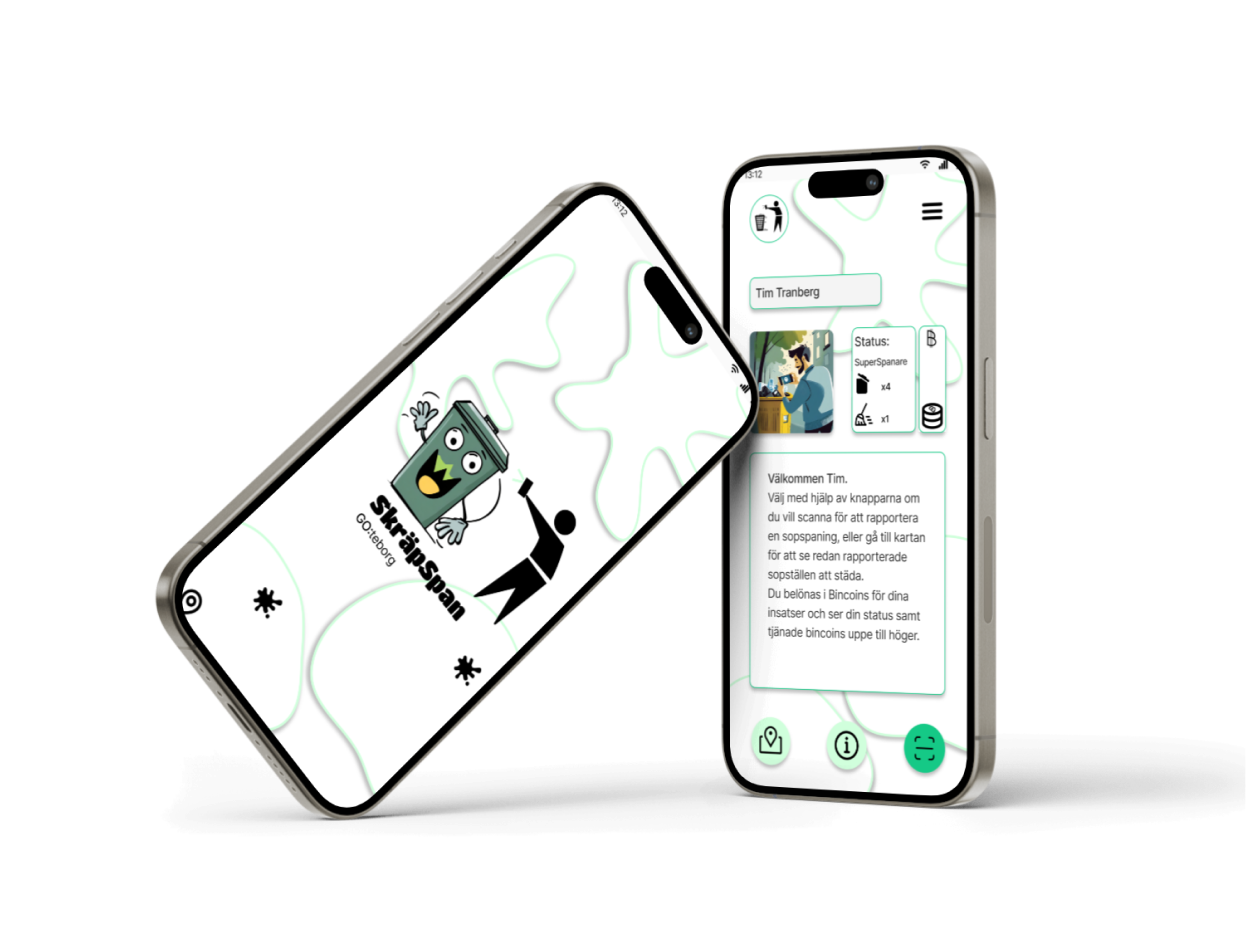 13:12
SkräpSpan
GO:teborg
13:12
Tim Tranberg
Status:
SuperSpanare
x4
x1
Välkommen Tim.
Välj med hjälp av knapparna om
du vill scanna för att rapportera
en sopspaning, eller gå till kartan
för att se redan rapporterade
sopställen att städa.
Du belönas i Bincoins för dina
insatser och ser din status samt
tjänade bincoins uppe till höger.